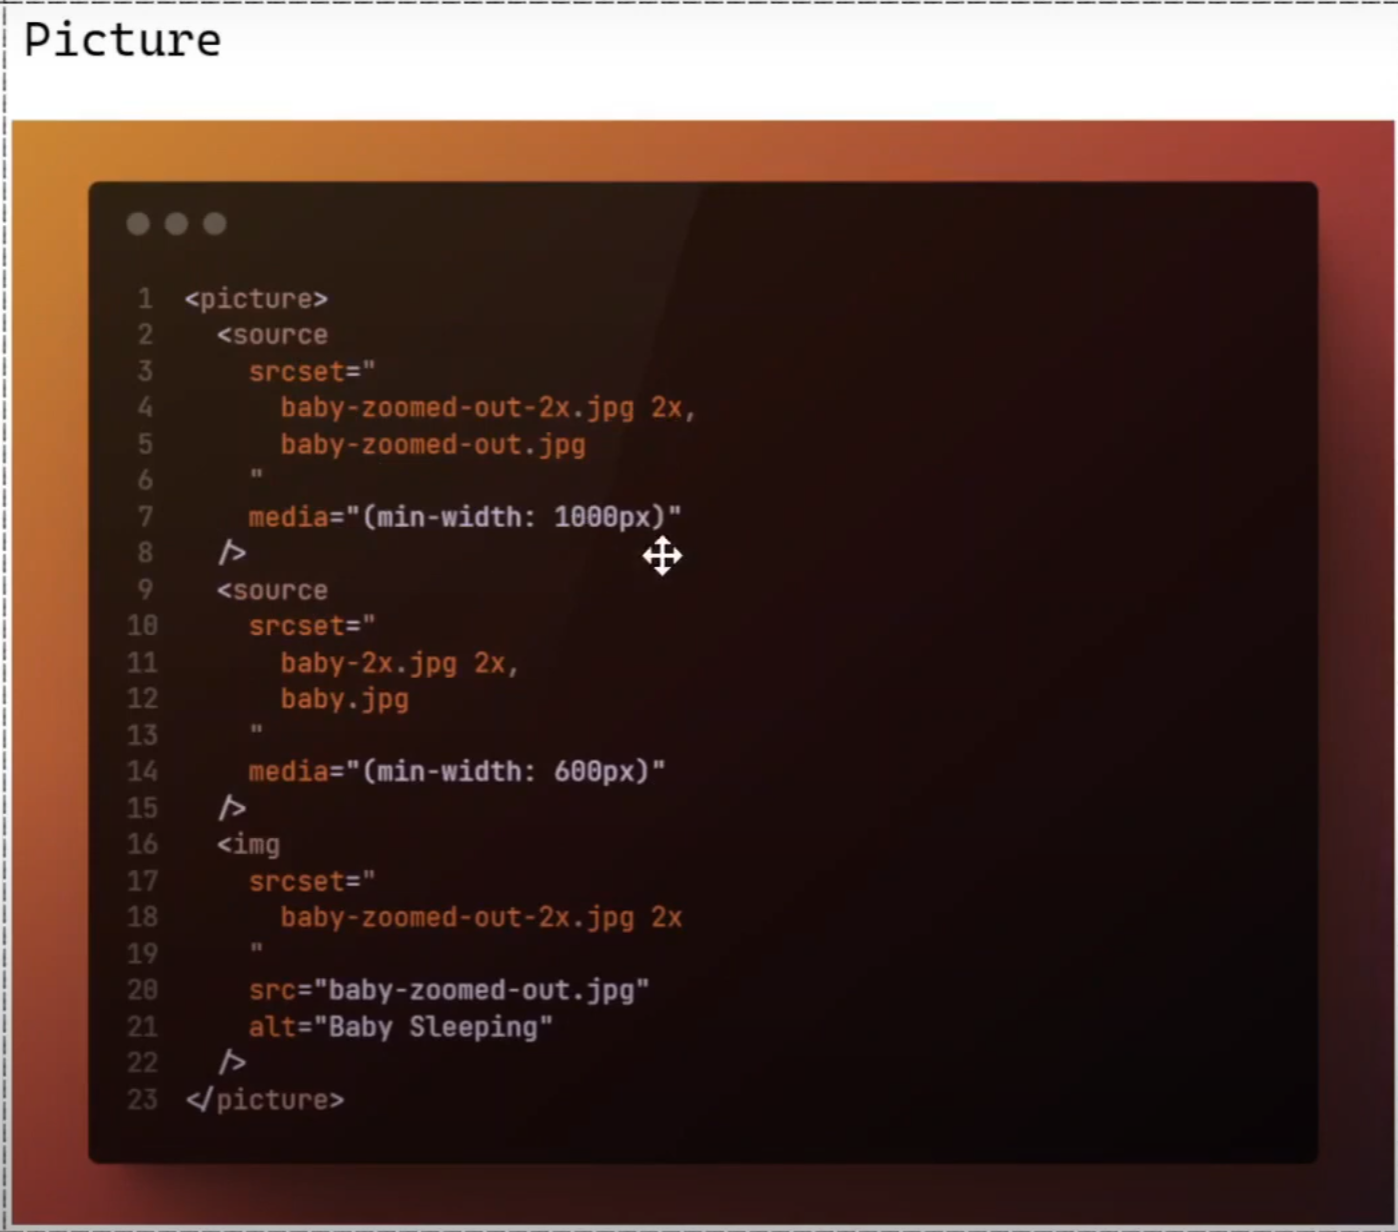 Picture
1 <picture>
2   <source
3     srcset="
4       baby-zoomed-out-2x.jpg 2x,
5       baby-zoomed-out.jpg
6     "
7     media="(min-width: 1000px)"
8   />
9   <source
10     srcset="
11       baby-2x.jpg 2x,
12       baby.jpg
13     "
14     media="(min-width: 600px)"
15   />
16   <img
17     srcset="
18       baby-zoomed-out-2x.jpg 2x
19     "
20     src="baby-zoomed-out.jpg"
21     alt="Baby Sleeping"
22   />
23 </picture>